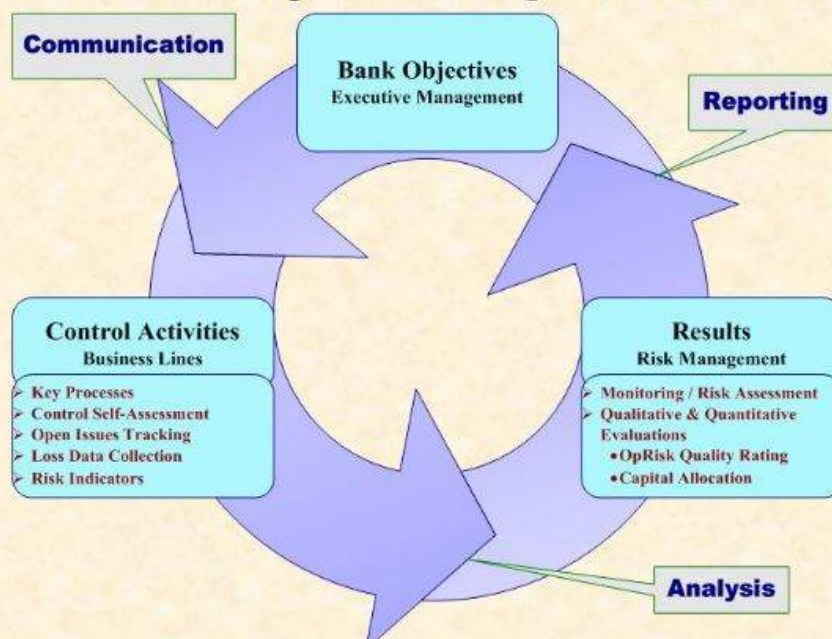 Communication
Bank Objectives
Executive Management
Reporting
Control Activities
Business Lines
➢ Key Processes
➢ Control Self-Assessment
➢ Open Issues Tracking
➢ Loss Data Collection
➢ Risk Indicators
Results
Risk Management
➢ Monitoring / Risk Assessment
➢ Qualitative & Quantitative
Evaluations
•OpRisk Quality Rating
•Capital Allocation
Analysis